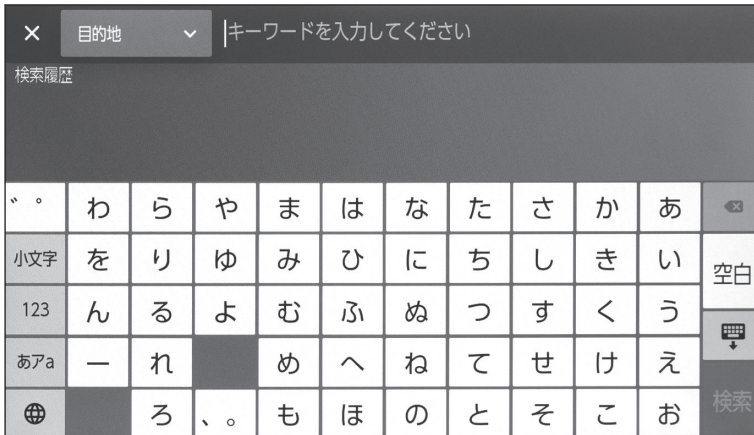 × 目的地 キーワードを入力してください
検索履歴
゛゜ わ ら や ま は な た さ か あ
小文字 を り ゆ み ひ に ち し き い 空白
123 ん る よ む ふ ぬ つ す く う
あアa ー れ め へ ね て せ け え
ろ 、。 も ほ の と そ こ お 検索